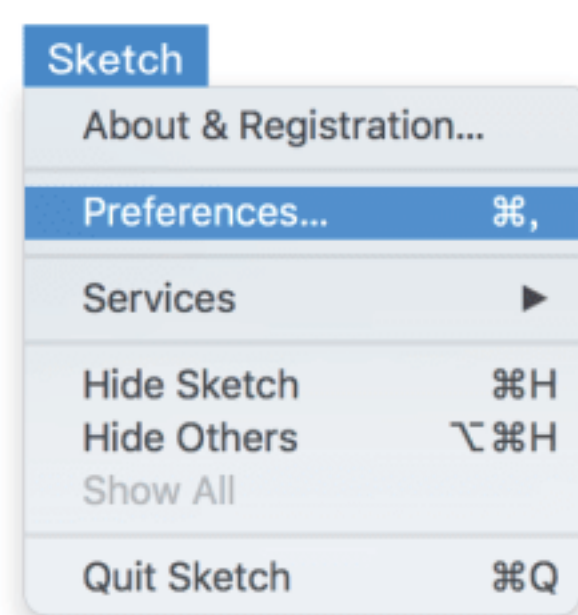 Sketch
About & Registration...
Preferences... ⌘,
Services ▶
Hide Sketch ⌘H
Hide Others ⌥⌘H
Show All
Quit Sketch ⌘Q